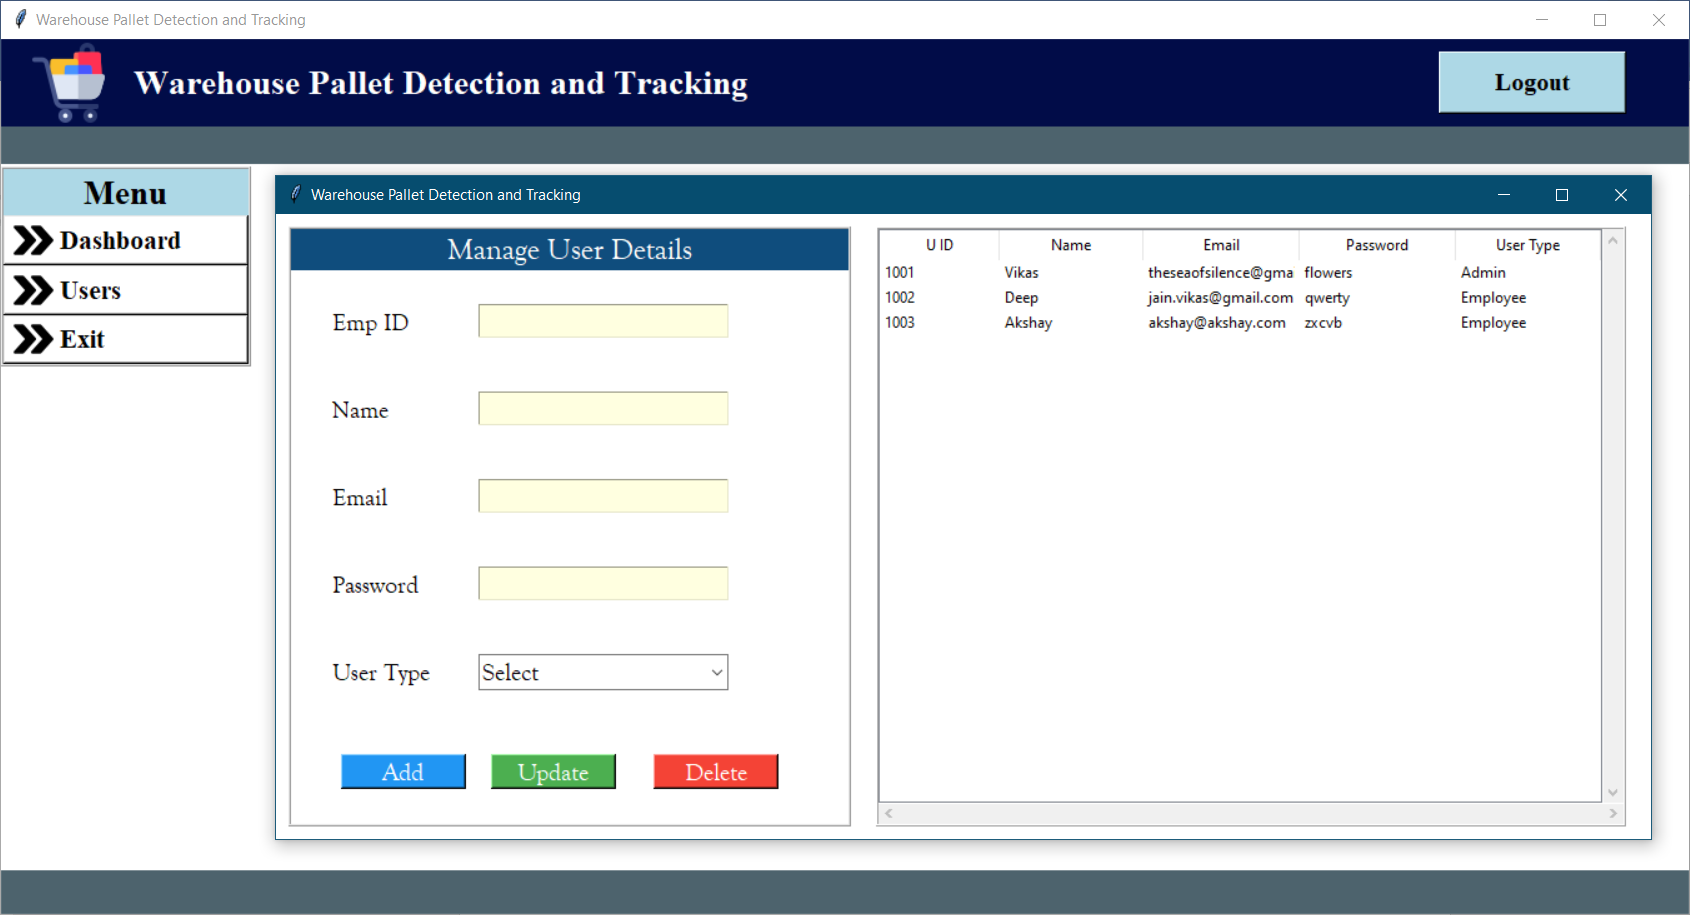 Warehouse Pallet Detection and Tracking
Warehouse Pallet Detection and Tracking
Logout
Menu
Dashboard
Users
Exit
Warehouse Pallet Detection and Tracking
Manage User Details
Emp ID
Name
Email
Password
User Type Select
Add Update Delete
U ID Name Email Password User Type
1001 Vikas theseaofsilence@gma flowers Admin
1002 Deep jain.vikas@gmail.com qwerty Employee
1003 Akshay akshay@akshay.com zxcvb Employee